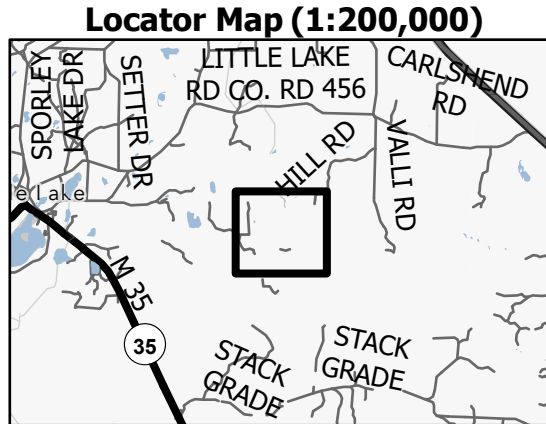 Locator Map (1:200,000)
SPORLEY
LAKE DR
SETTER DR
LITTLE LAKE
RD CO. RD 456
CARLSHEND
RD
HILL RD
VALLI RD
e Lake
M 35
35
STACK
GRADE
STACK
GRADE